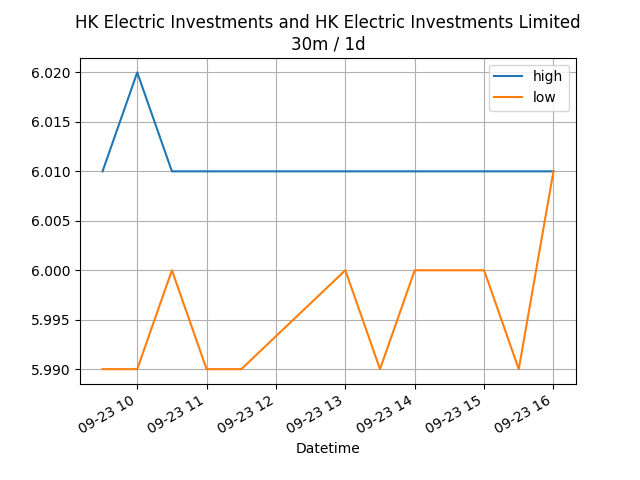 HK Electric Investments and HK Electric Investments Limited
30m / 1d
high
low
6.020
6.015
6.010
6.005
6.000
5.995
5.990
09-23 10
09-23 11
09-23 12
09-23 13
09-23 14
09-23 15
09-23 16
Datetime